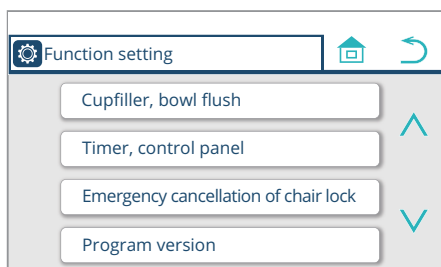 Function setting
Cupfiller, bowl flush
Timer, control panel
Emergency cancellation of chair lock
Program version